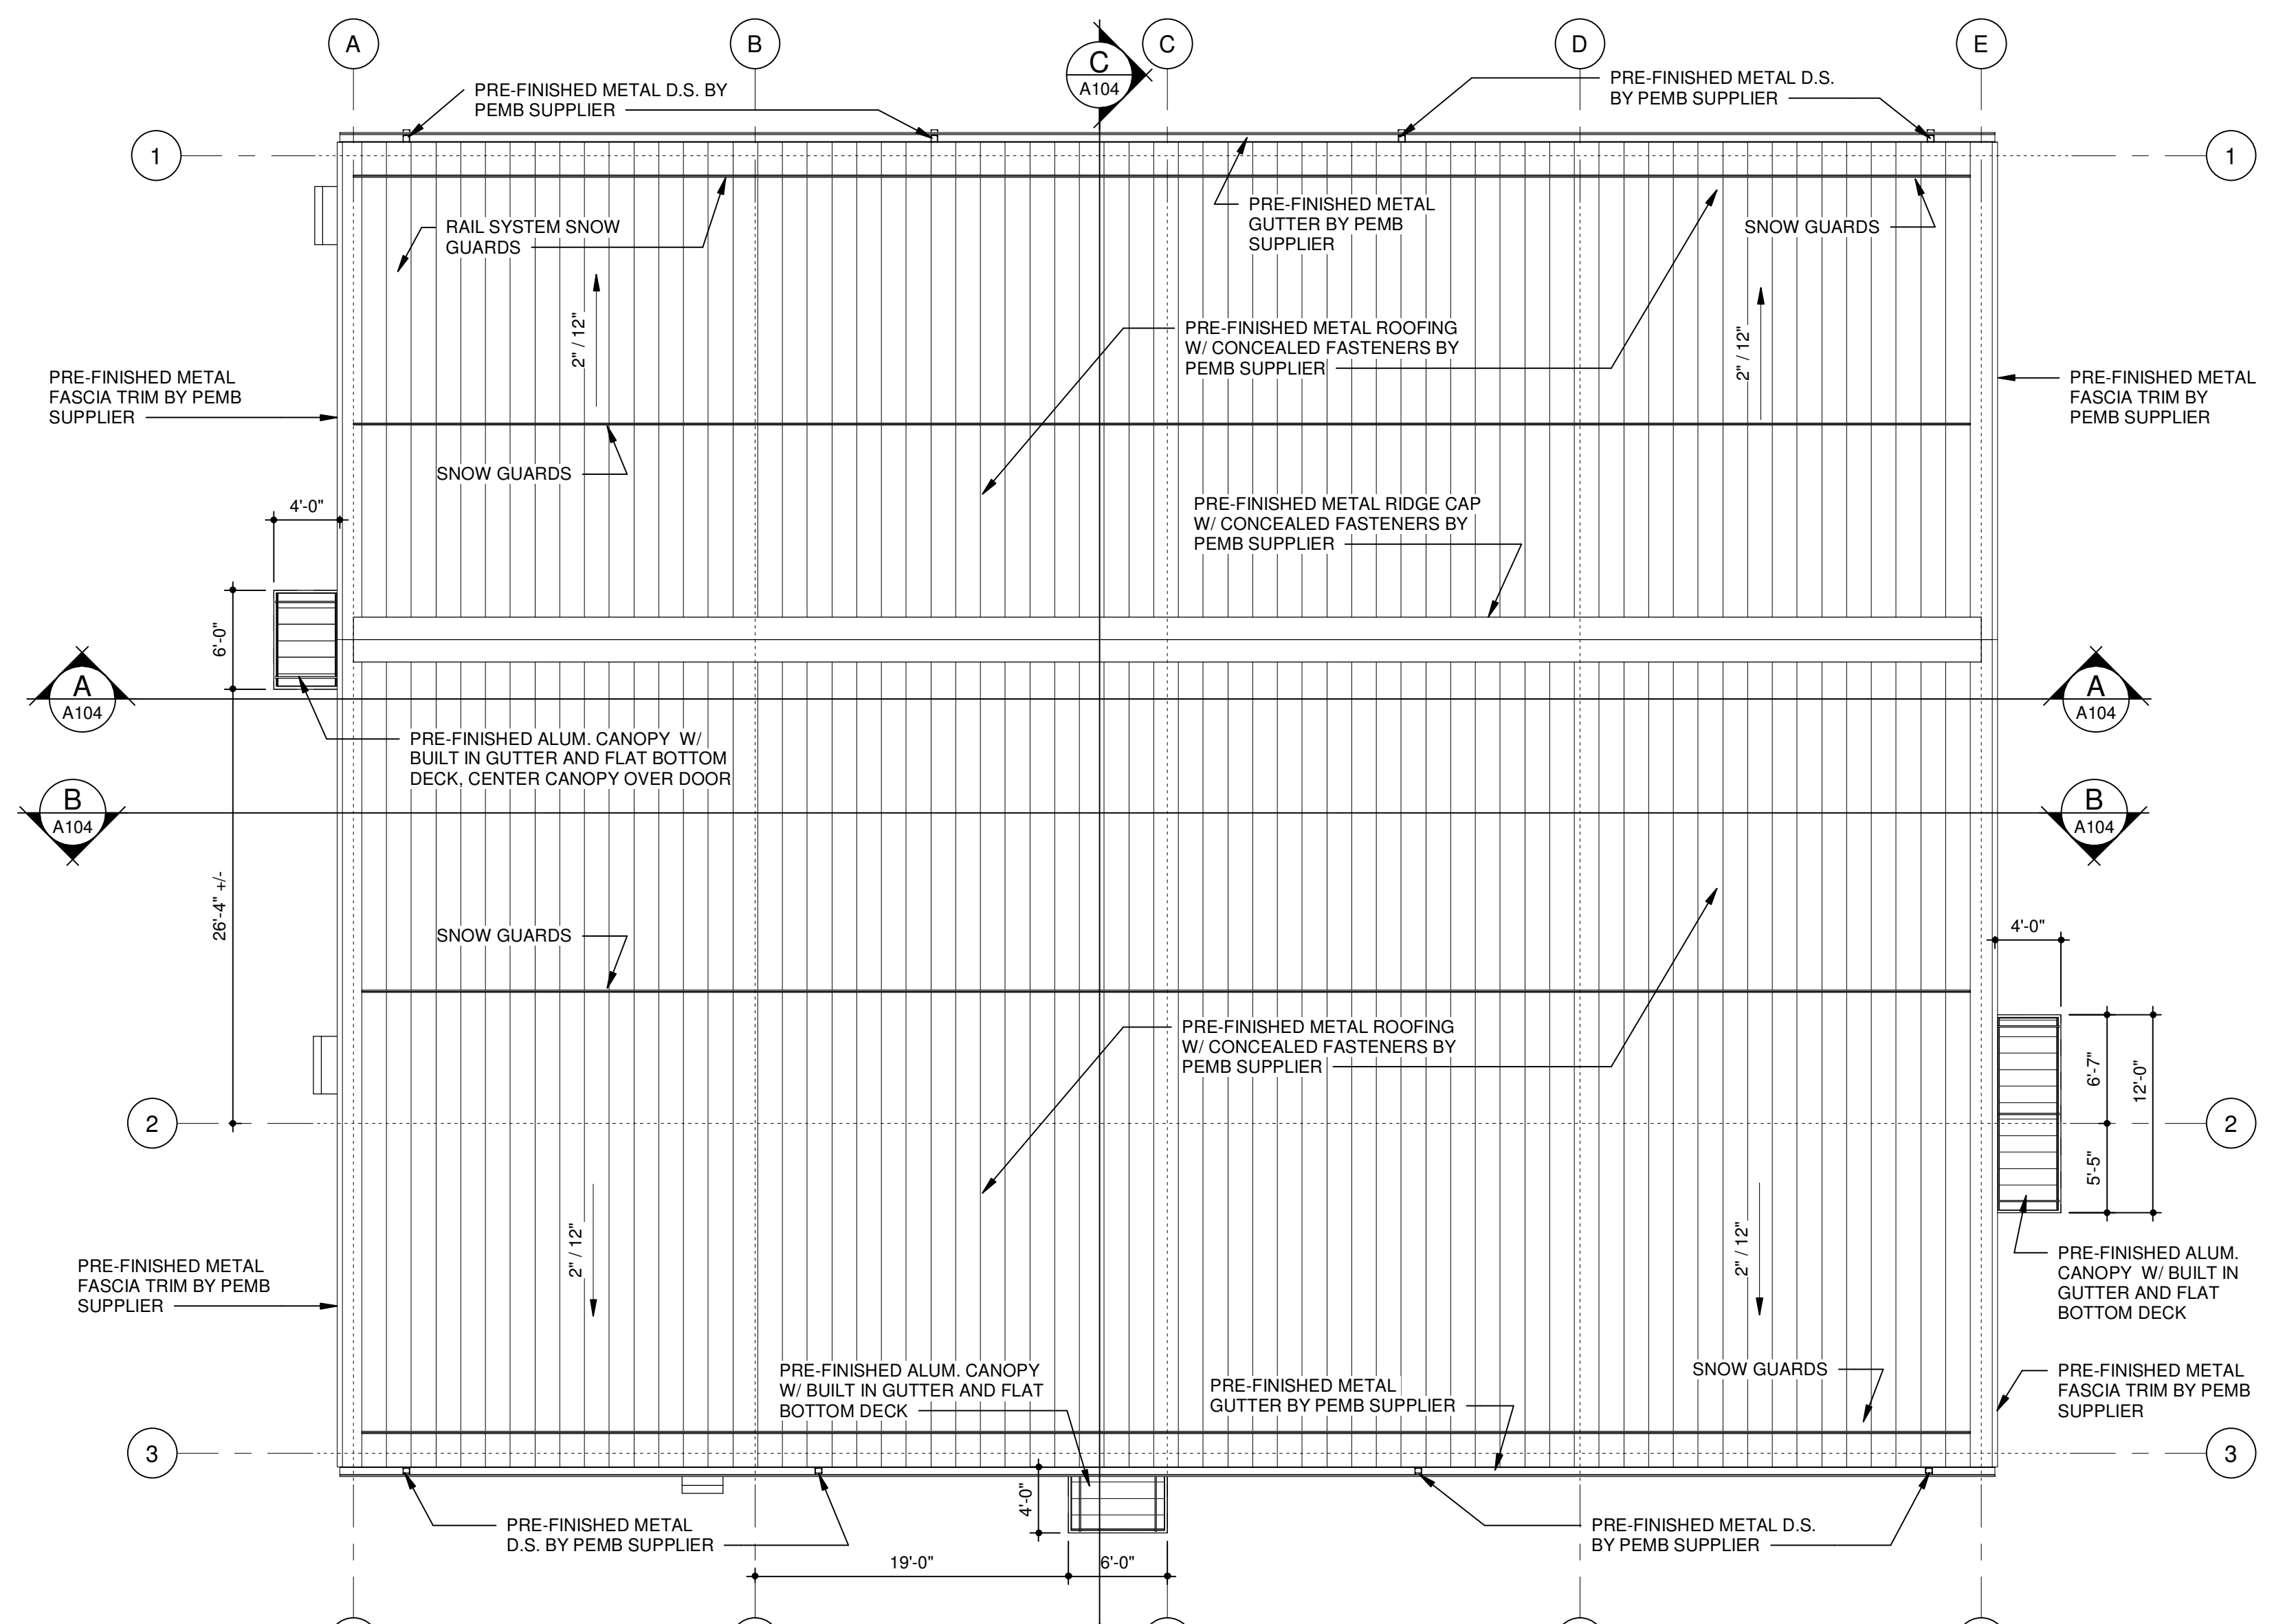 A
B
C
D
E
C
A104
PRE-FINISHED METAL D.S. BY
PEMB SUPPLIER
PRE-FINISHED METAL D.S.
BY PEMB SUPPLIER
1
1
RAIL SYSTEM SNOW
GUARDS
PRE-FINISHED METAL
GUTTER BY PEMB
SUPPLIER
SNOW GUARDS
2" / 12"
2" / 12"
PRE-FINISHED METAL ROOFING
W/ CONCEALED FASTENERS BY
PEMB SUPPLIER
PRE-FINISHED METAL
FASCIA TRIM BY PEMB
SUPPLIER
PRE-FINISHED METAL
FASCIA TRIM BY
PEMB SUPPLIER
SNOW GUARDS
4'-0"
PRE-FINISHED METAL RIDGE CAP
W/ CONCEALED FASTENERS BY
PEMB SUPPLIER
6'-0"
A
A104
A
A104
PRE-FINISHED ALUM. CANOPY W/
BUILT IN GUTTER AND FLAT BOTTOM
DECK, CENTER CANOPY OVER DOOR
B
A104
B
A104
26'-4" +/-
SNOW GUARDS
4'-0"
PRE-FINISHED METAL ROOFING
W/ CONCEALED FASTENERS BY
PEMB SUPPLIER
6'-7"
12'-0"
2
2
5'-5"
2" / 12"
2" / 12"
PRE-FINISHED METAL
FASCIA TRIM BY PEMB
SUPPLIER
PRE-FINISHED ALUM.
CANOPY W/ BUILT IN
GUTTER AND FLAT
BOTTOM DECK
PRE-FINISHED ALUM. CANOPY
W/ BUILT IN GUTTER AND FLAT
BOTTOM DECK
PRE-FINISHED METAL
GUTTER BY PEMB SUPPLIER
SNOW GUARDS
PRE-FINISHED METAL
FASCIA TRIM BY PEMB
SUPPLIER
3
3
4'-0"
PRE-FINISHED METAL
D.S. BY PEMB SUPPLIER
PRE-FINISHED METAL D.S.
BY PEMB SUPPLIER
19'-0"
6'-0"